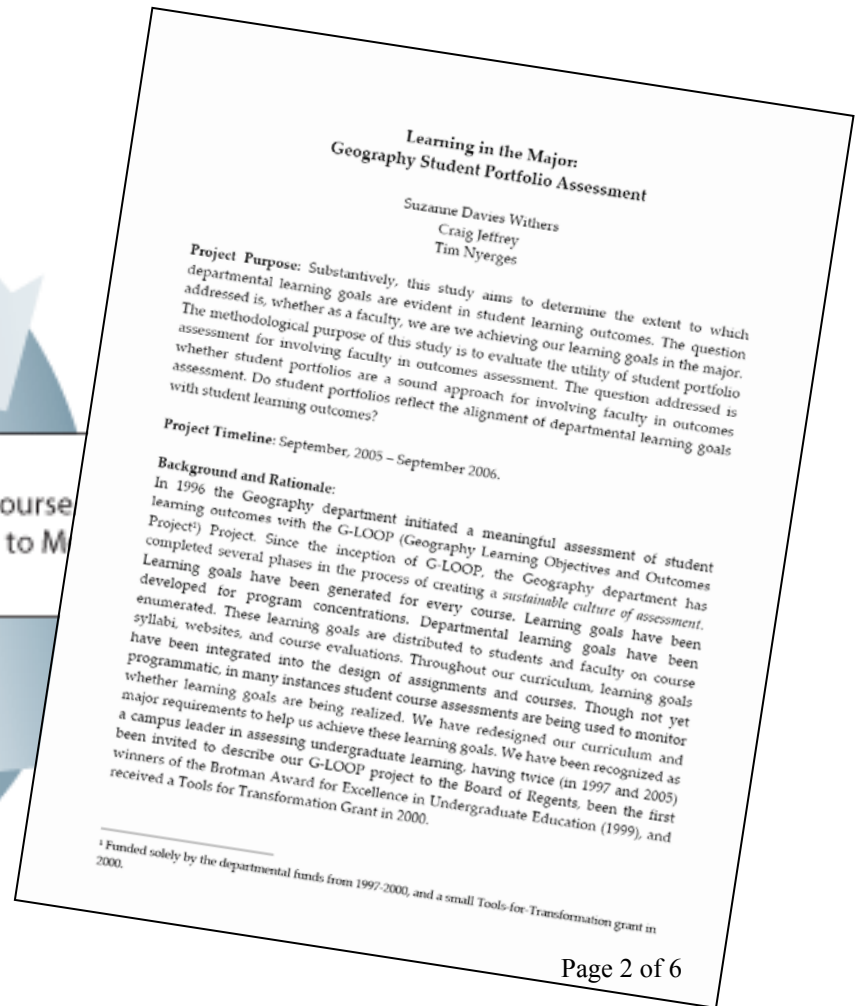 Learning in the Major:
Geography Student Portfolio Assessment
Suzanne Davies Withers
Craig Jeffrey
Tim Nyerges
Project Purpose: Substantively, this study aims to determine the extent to which
departmental learning goals are evident in student learning outcomes. The question
addressed is, whether as a faculty, we are we achieving our learning goals in the major.
The methodological purpose of this study is to evaluate the utility of student portfolio
assessment for involving faculty in outcomes assessment. The question addressed is
whether student portfolios are a sound approach for involving faculty in outcomes
assessment. Do student portfolios reflect the alignment of departmental learning goals
with student learning outcomes?
Project Timeline: September, 2005 – September 2006.
Background and Rationale:
In 1996 the Geography department initiated a meaningful assessment of student
learning outcomes with the G-LOOP (Geography Learning Objectives and Outcomes
Project¹) Project. Since the inception of G-LOOP, the Geography department has
completed several phases in the process of creating a sustainable culture of assessment.
Learning goals have been generated for every course. Learning goals have been
developed for program concentrations. Departmental learning goals have been
enumerated. These learning goals are distributed to students and faculty on course
syllabi, websites, and course evaluations. Throughout our curriculum, learning goals
have been integrated into the design of assignments and courses. Though not yet
programmatic, in many instances student course assessments are being used to monitor
whether learning goals are being realized. We have redesigned our curriculum and
major requirements to help us achieve these learning goals. We have been recognized as
a campus leader in assessing undergraduate learning, having twice (in 1997 and 2005)
been invited to describe our G-LOOP project to the Board of Regents, been the first
winners of the Brotman Award for Excellence in Undergraduate Education (1999), and
received a Tools for Transformation Grant in 2000.
¹ Funded solely by the departmental funds from 1997-2000, and a small Tools-for-Transformation grant in
2000.
ourse
to M
Page 2 of 6